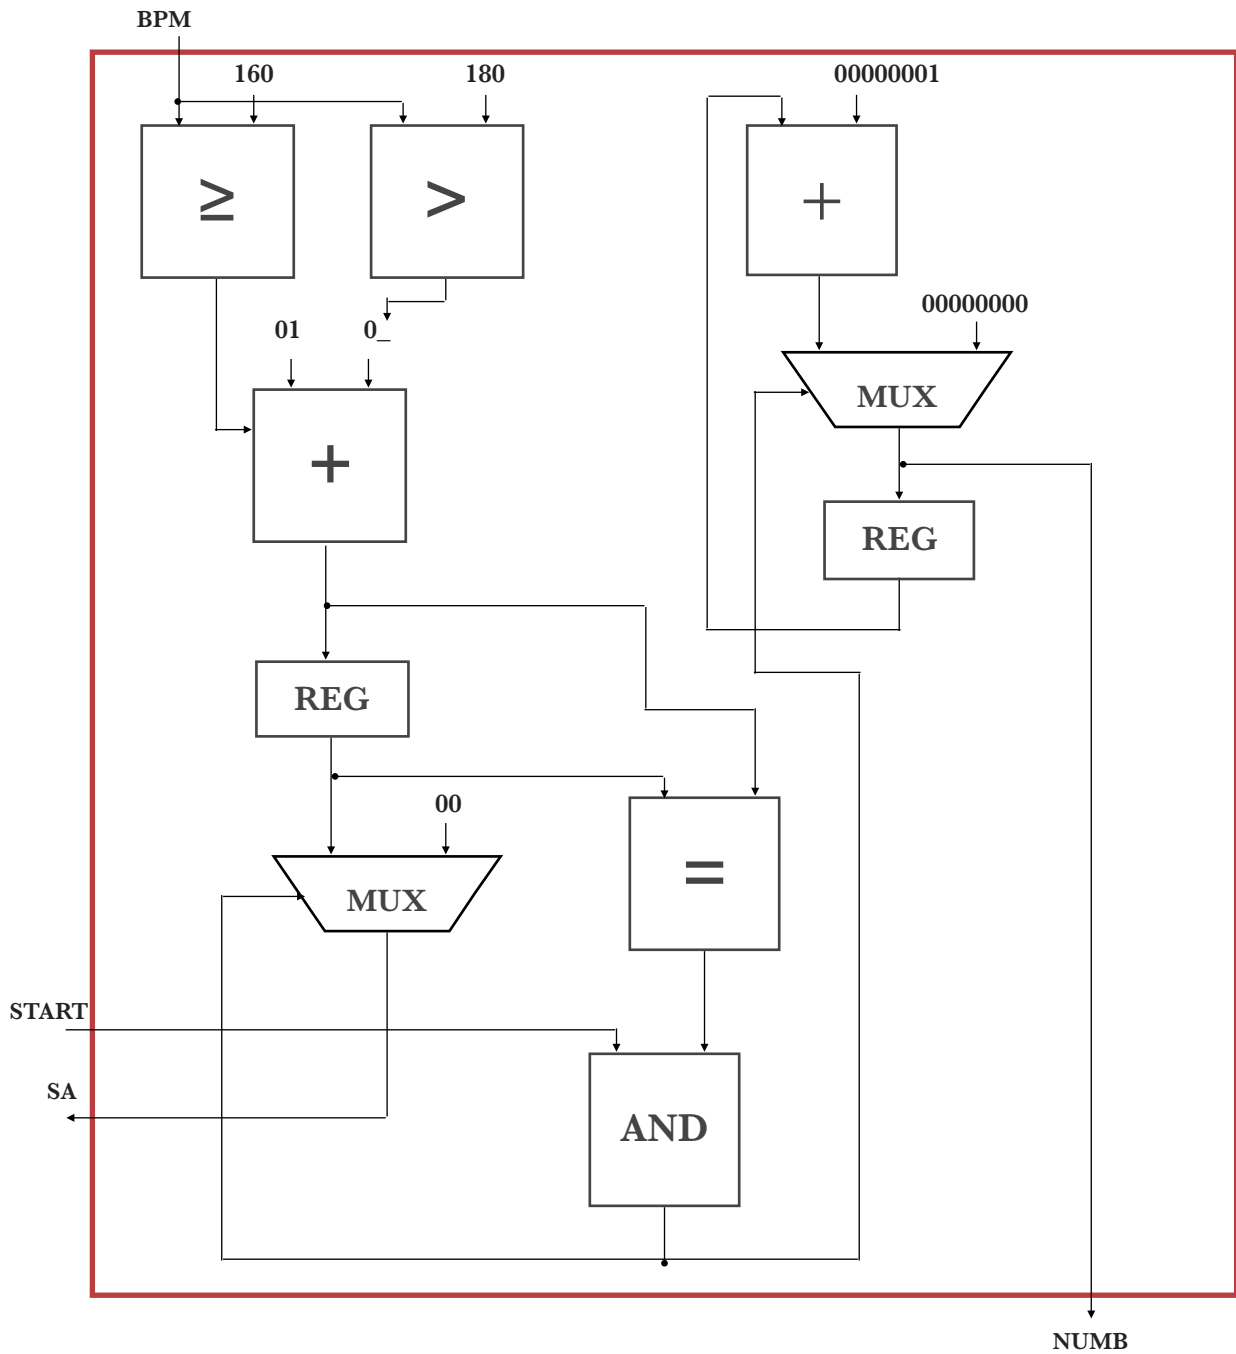 BPM
160
180
00000001
≥
>
+
00000000
01
0_
MUX
+
REG
REG
00
=
MUX
START
SA
AND
NUMB